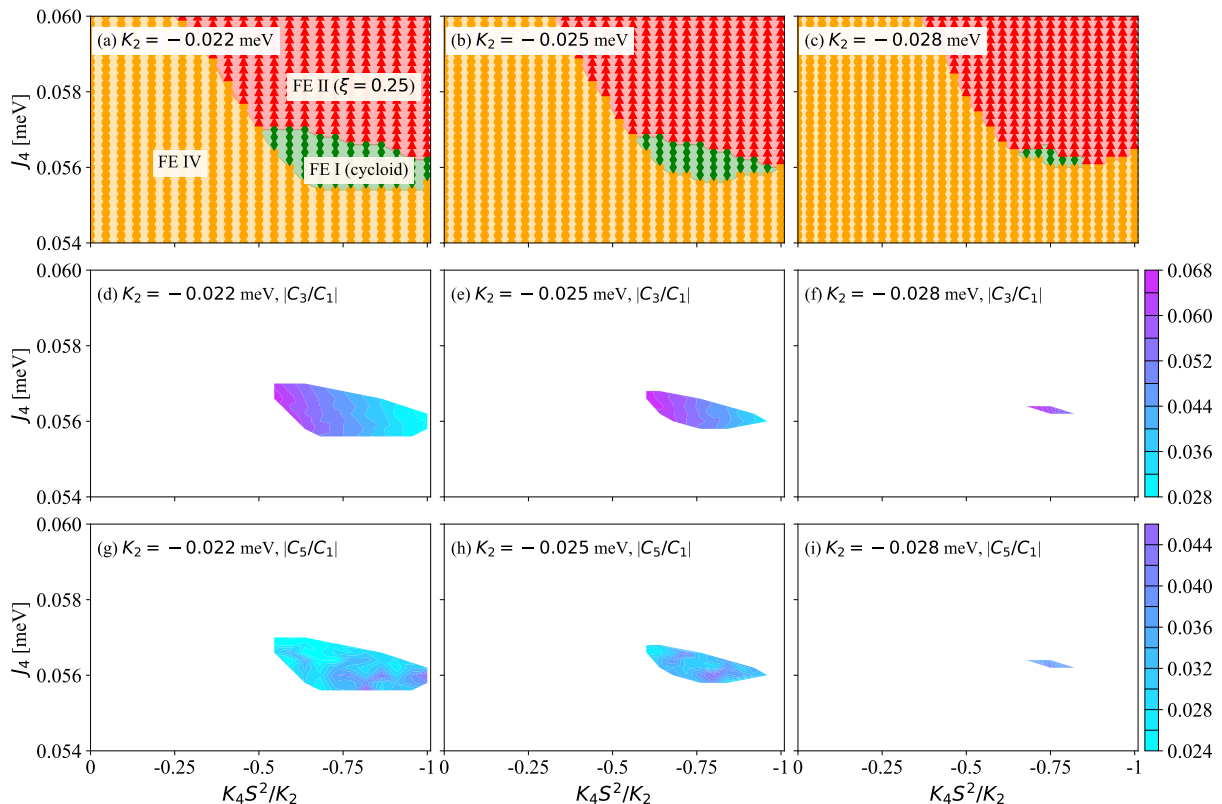 0.060
(a) K₂ = −0.022 meV
(b) K₂ = −0.025 meV
(c) K₂ = −0.028 meV
0.058
FE II (ξ = 0.25)
J₄ [meV]
0.056
FE IV
FE I (cycloid)
0.054
0.060
(d) K₂ = −0.022 meV, |C₃/C₁|
(e) K₂ = −0.025 meV, |C₃/C₁|
(f) K₂ = −0.028 meV, |C₃/C₁|
0.068
0.060
0.052
0.044
0.036
0.028
0.058
J₄ [meV]
0.056
0.054
0.060
(g) K₂ = −0.022 meV, |C₅/C₁|
(h) K₂ = −0.025 meV, |C₅/C₁|
(i) K₂ = −0.028 meV, |C₅/C₁|
0.044
0.040
0.036
0.032
0.028
0.024
0.058
J₄ [meV]
0.056
0.054
0 -0.25 -0.5 -0.75 -1
0 -0.25 -0.5 -0.75 -1
0 -0.25 -0.5 -0.75 -1
K₄S²/K₂
K₄S²/K₂
K₄S²/K₂